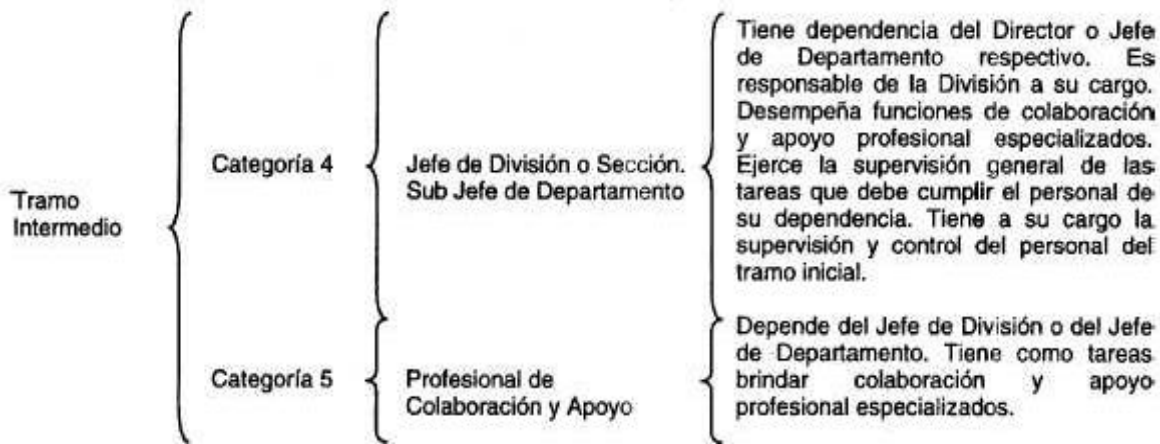 Tramo
Intermedio
Categoría 4
Jefe de División o Sección.
Sub Jefe de Departamento
Tiene dependencia del Director o Jefe
de Departamento respectivo. Es
responsable de la División a su cargo.
Desempeña funciones de colaboración
y apoyo profesional especializados.
Ejerce la supervisión general de las
tareas que debe cumplir el personal de
su dependencia. Tiene a su cargo la
supervisión y control del personal del
tramo inicial.
Categoría 5
Profesional de
Colaboración y Apoyo
Depende del Jefe de División o del Jefe
de Departamento. Tiene como tareas
brindar colaboración y apoyo
profesional especializados.